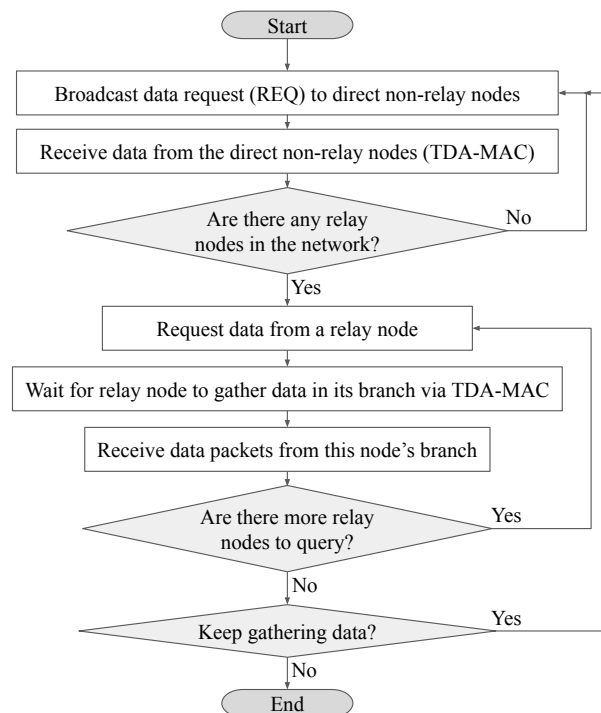 Start
Broadcast data request (REQ) to direct non-relay nodes
Receive data from the direct non-relay nodes (TDA-MAC)
Are there any relay
nodes in the network?
No
Yes
Request data from a relay node
Wait for relay node to gather data in its branch via TDA-MAC
Receive data packets from this node’s branch
Are there more relay
nodes to query?
Yes
No
Keep gathering data?
Yes
No
End